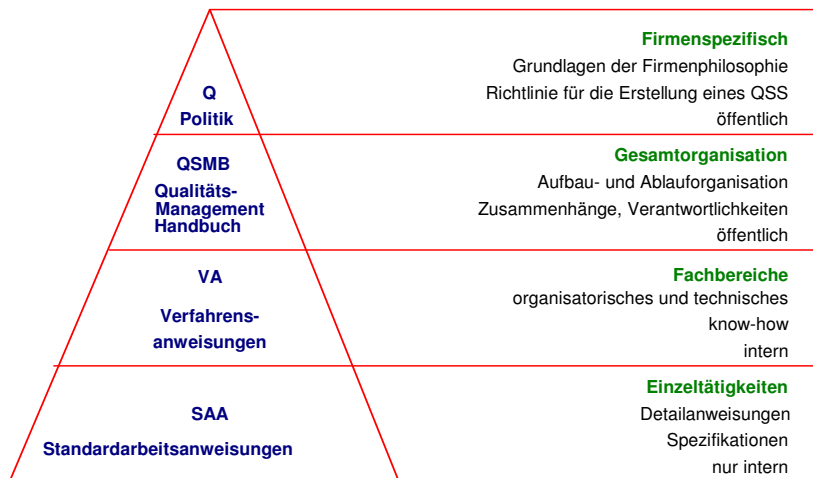 Firmenspezifisch
Grundlagen der Firmenphilosophie
Q
Richtlinie für die Erstellung eines QSS
Politik
öffentlich
QSMB
Qualitäts-
Management
Handbuch
Gesamtorganisation
Aufbau- und Ablauforganisation
Zusammenhänge, Verantwortlichkeiten
öffentlich
VA
Verfahrens-
anweisungen
Fachbereiche
organisatorisches und technisches
know-how
intern
SAA
Standardarbeitsanweisungen
Einzeltätigkeiten
Detailanweisungen
Spezifikationen
nur intern